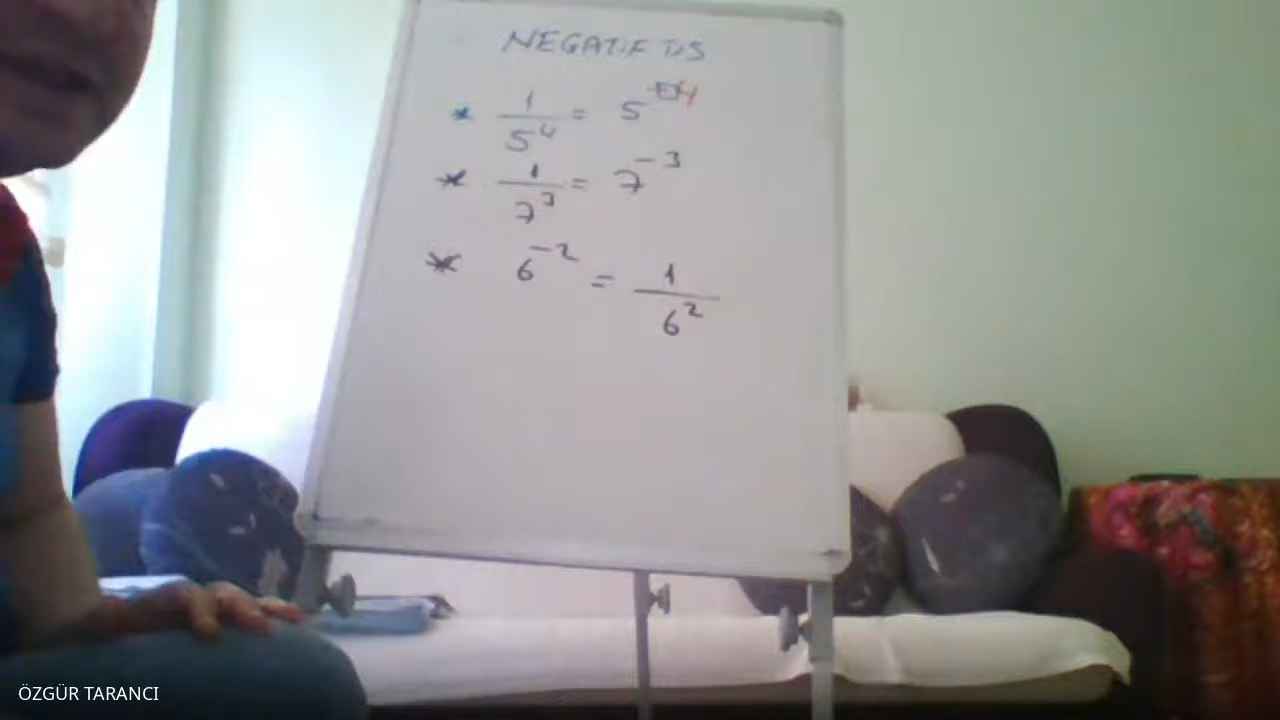 NEGATİF ÜS
* 1/5⁴ = 5⁻⁴
* 1/7³ = 7⁻³
* 6⁻² = 1/6²
ÖZGÜR TARANCI